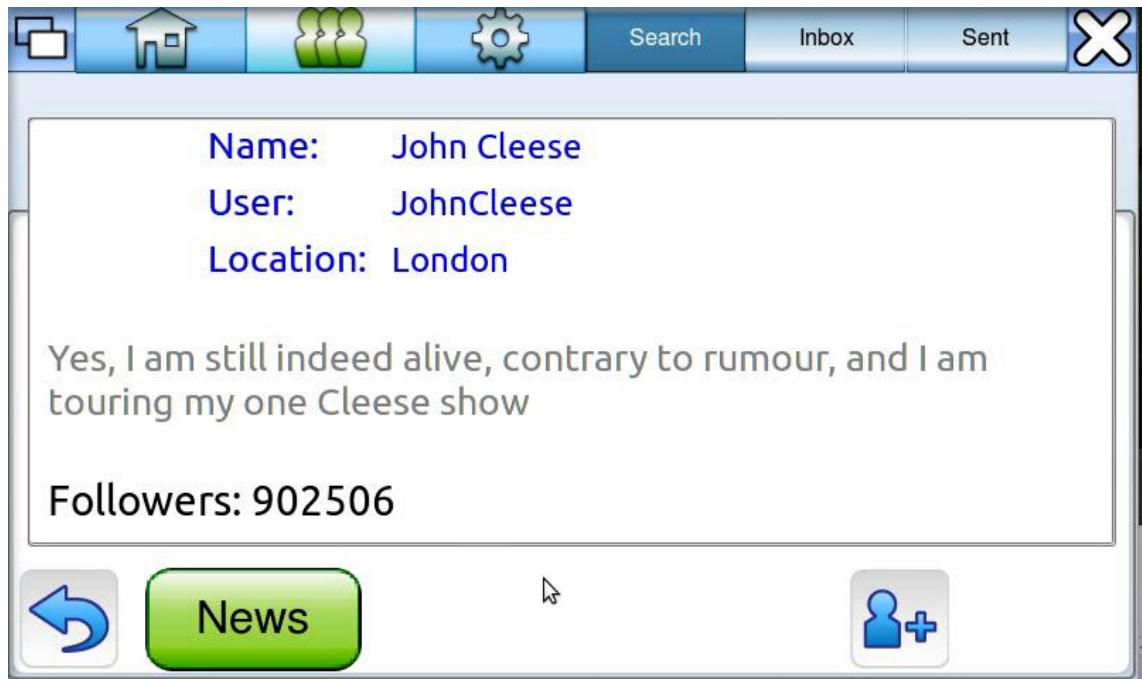 Search Inbox Sent
Name: John Cleese
User: JohnCleese
Location: London
Yes, I am still indeed alive, contrary to rumour, and I am
touring my one Cleese show
Followers: 902506
News